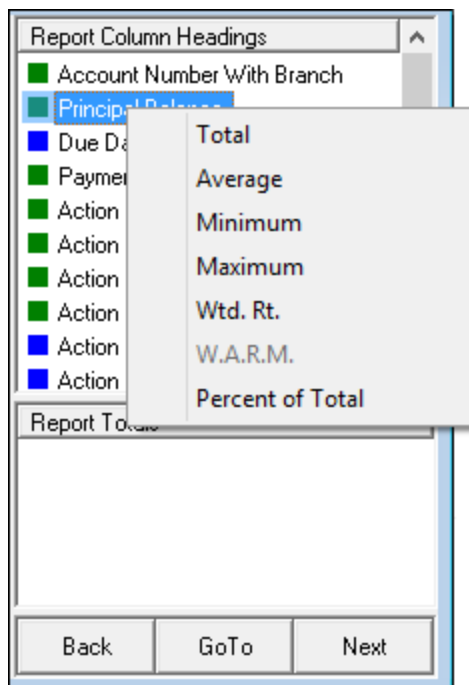 Report Column Headings
Account Number With Branch
Principal Balance
Due Da
Paymen
Action
Action
Action
Action
Action
Action
Total
Average
Minimum
Maximum
Wtd. Rt.
W.A.R.M.
Percent of Total
Report Totals
Back
GoTo
Next